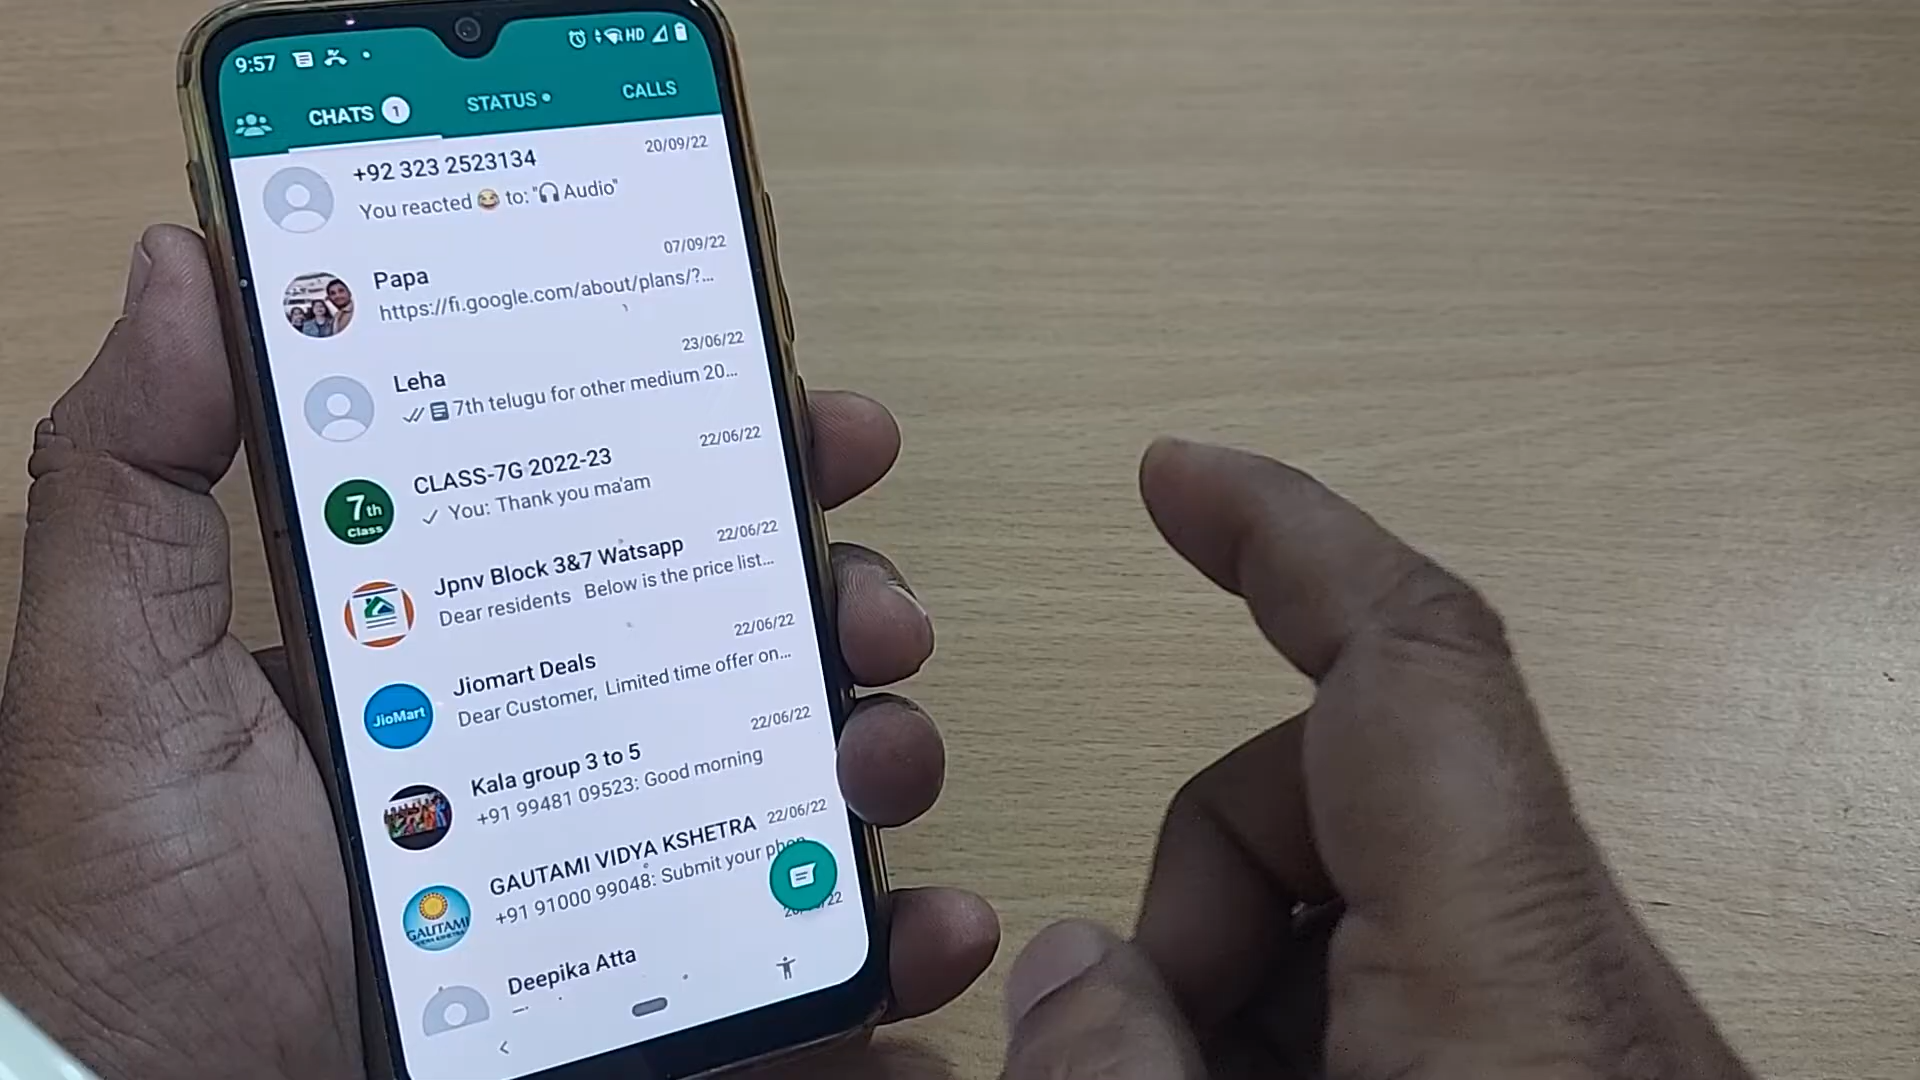 9:57 HD
CHATS 1 STATUS CALLS
+92 323 2523134 20/09/22
You reacted 😂 to: "🎧 Audio"
Papa 07/09/22
https://fi.google.com/about/plans/?...
Leha 23/06/22
7th telugu for other medium 20...
CLASS-7G 2022-23 22/06/22
You: Thank you ma'am
7th
Class
Jpnv Block 3&7 Watsapp 22/06/22
Dear residents Below is the price list...
Jiomart Deals 22/06/22
Dear Customer, Limited time offer on...
JioMart
Kala group 3 to 5 22/06/22
+91 99481 09523: Good morning
GAUTAMI VIDYA KSHETRA 22/06/22
+91 91000 99048: Submit your phon
GAUTAMI
Deepika Atta